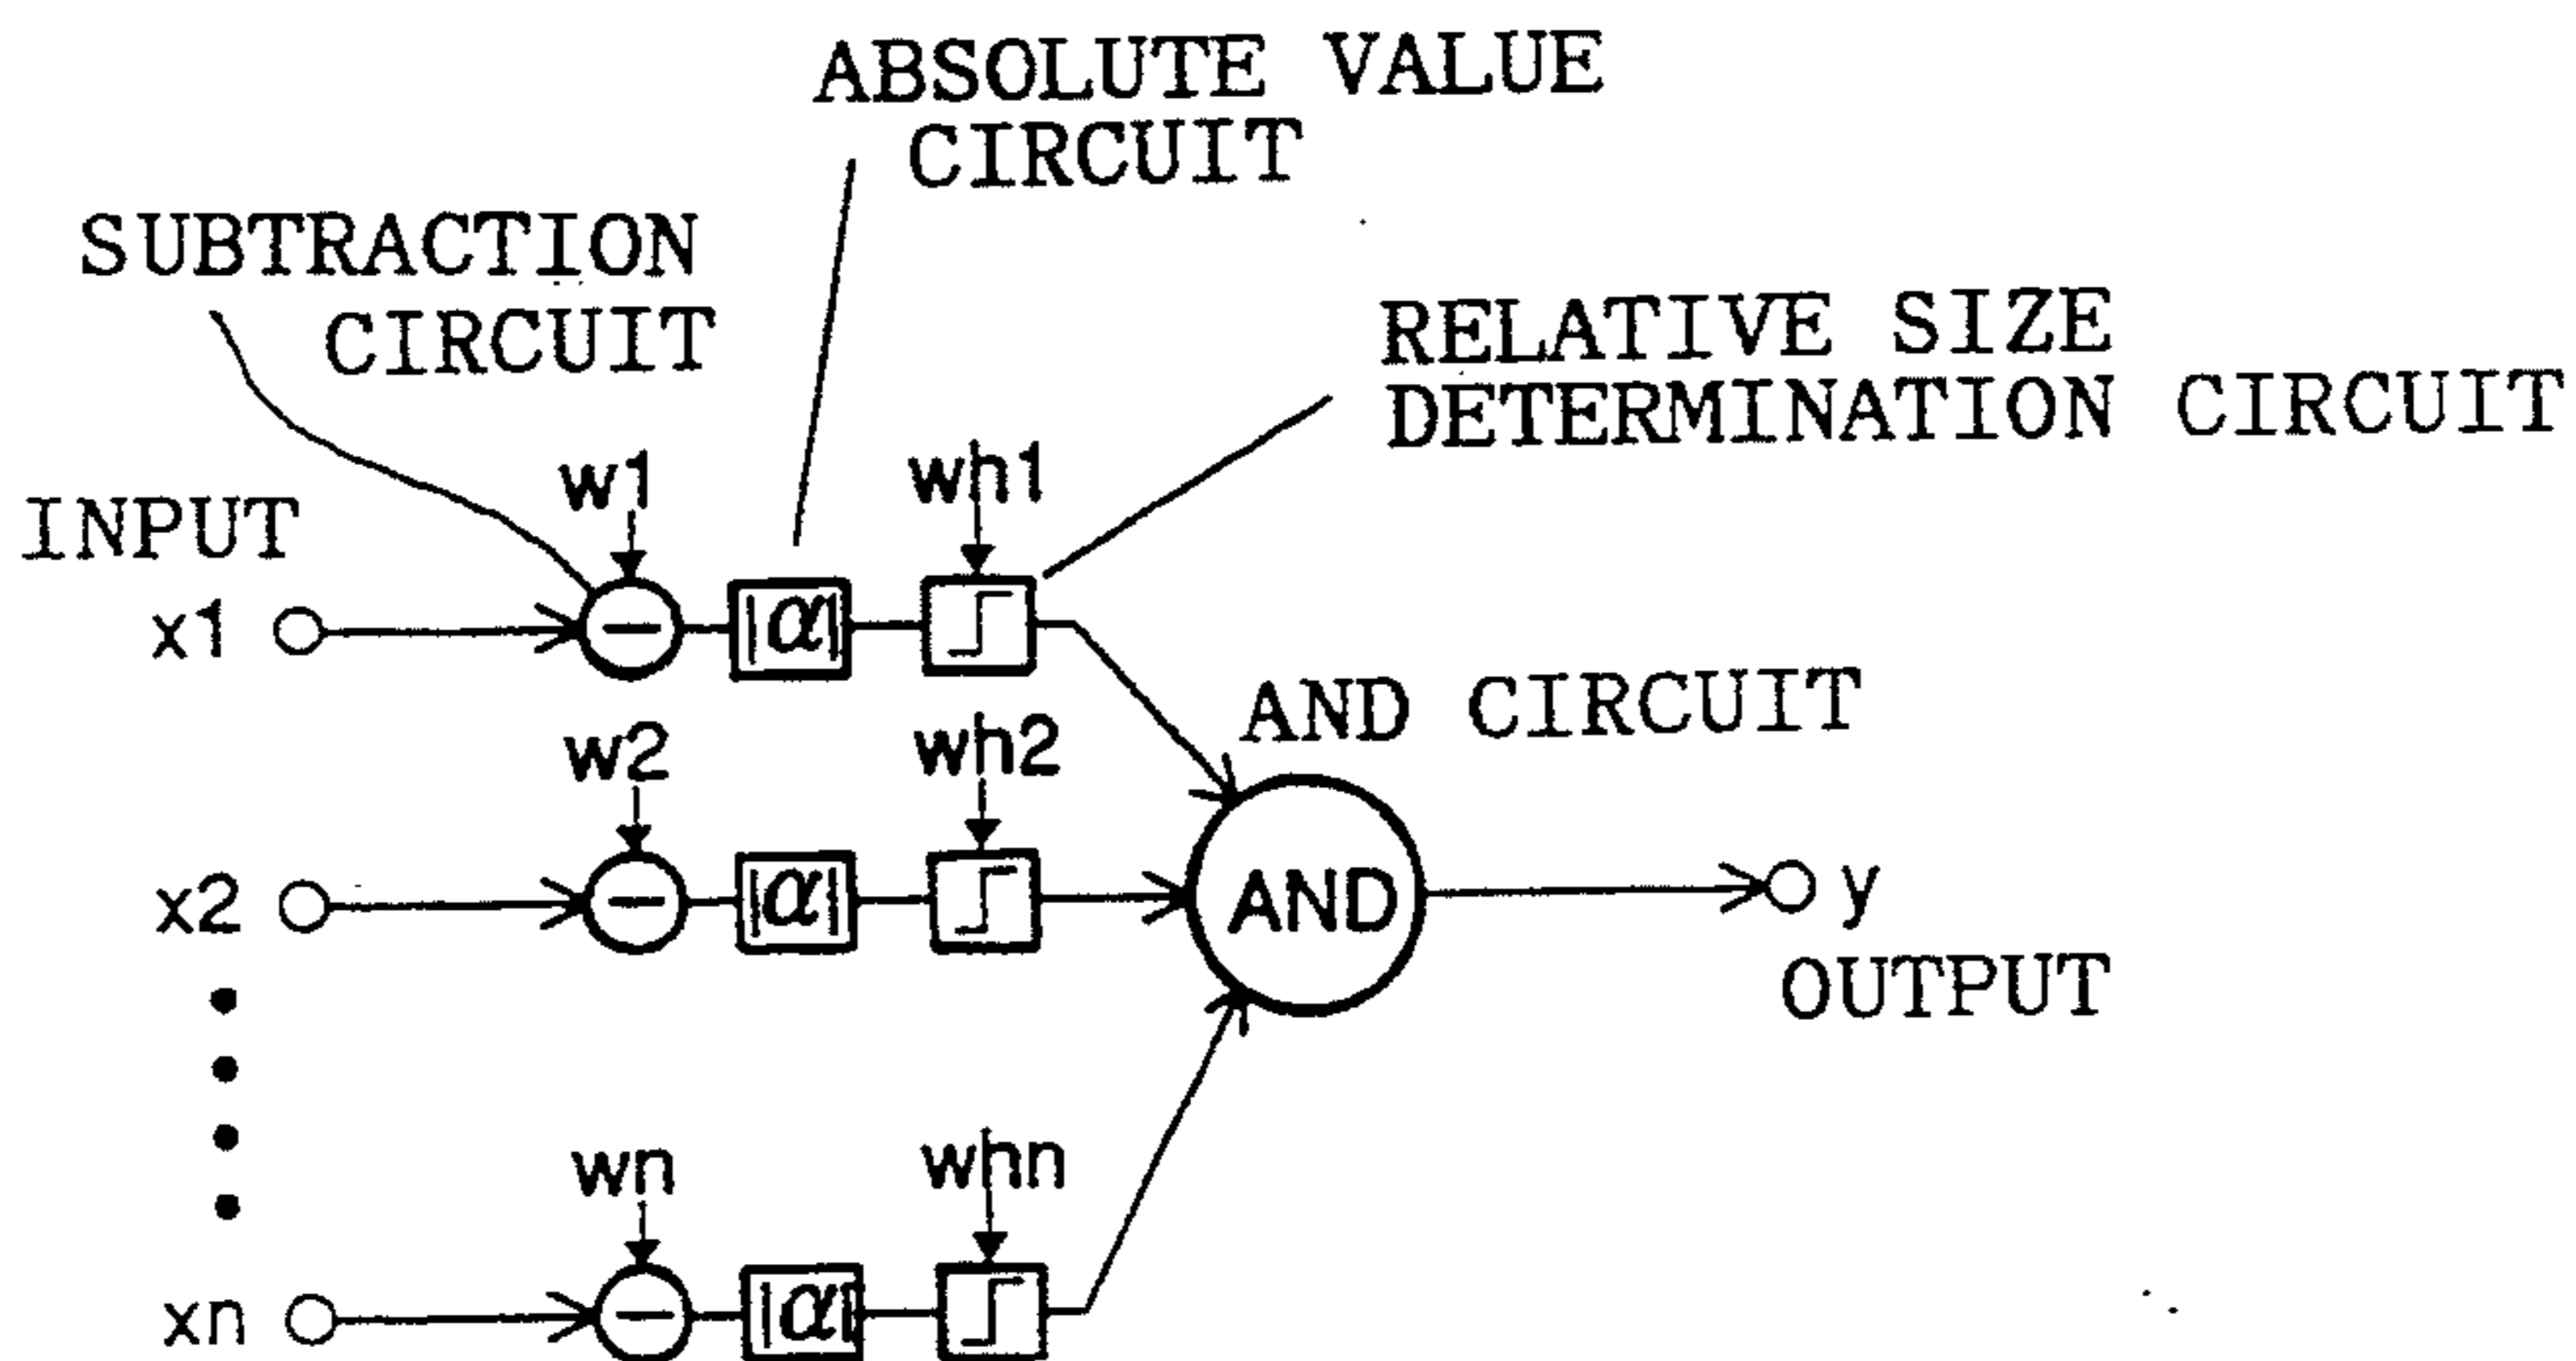 ABSOLUTE VALUE
CIRCUIT
SUBTRACTION
CIRCUIT
RELATIVE SIZE
DETERMINATION CIRCUIT
INPUT
w1
wh1
x1
|α|
AND CIRCUIT
w2
wh2
x2
|α|
AND
y
OUTPUT
wn
whn
xn
|α|